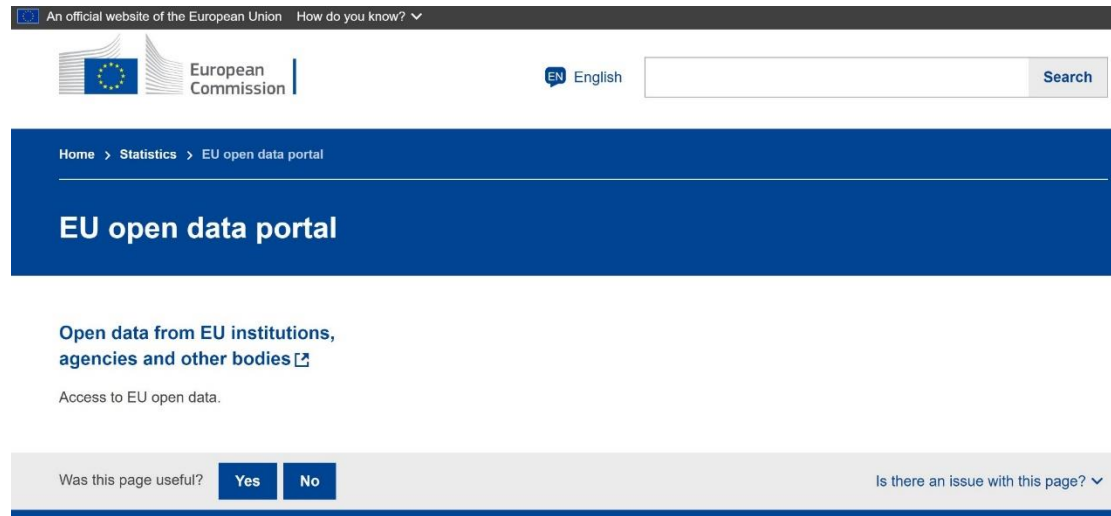 An official website of the European Union How do you know?
European
Commission
EN English
Search
Home > Statistics > EU open data portal
EU open data portal
Open data from EU institutions,
agencies and other bodies
Access to EU open data.
Was this page useful? Yes No
Is there an issue with this page?